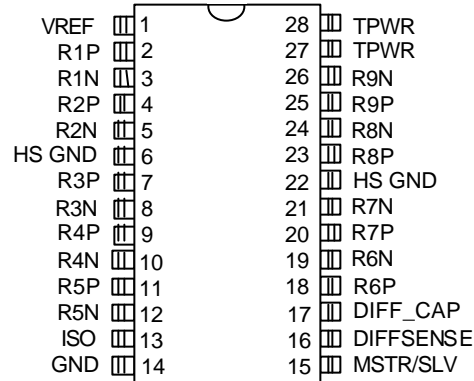 VREF 1 28 TPWR
R1P 2 27 TPWR
R1N 3 26 R9N
R2P 4 25 R9P
R2N 5 24 R8N
HS GND 6 23 R8P
R3P 7 22 HS GND
R3N 8 21 R7N
R4P 9 20 R7P
R4N 10 19 R6N
R5P 11 18 R6P
R5N 12 17 DIFF_CAP
ISO 13 16 DIFFSENSE
GND 14 15 MSTR/SLV